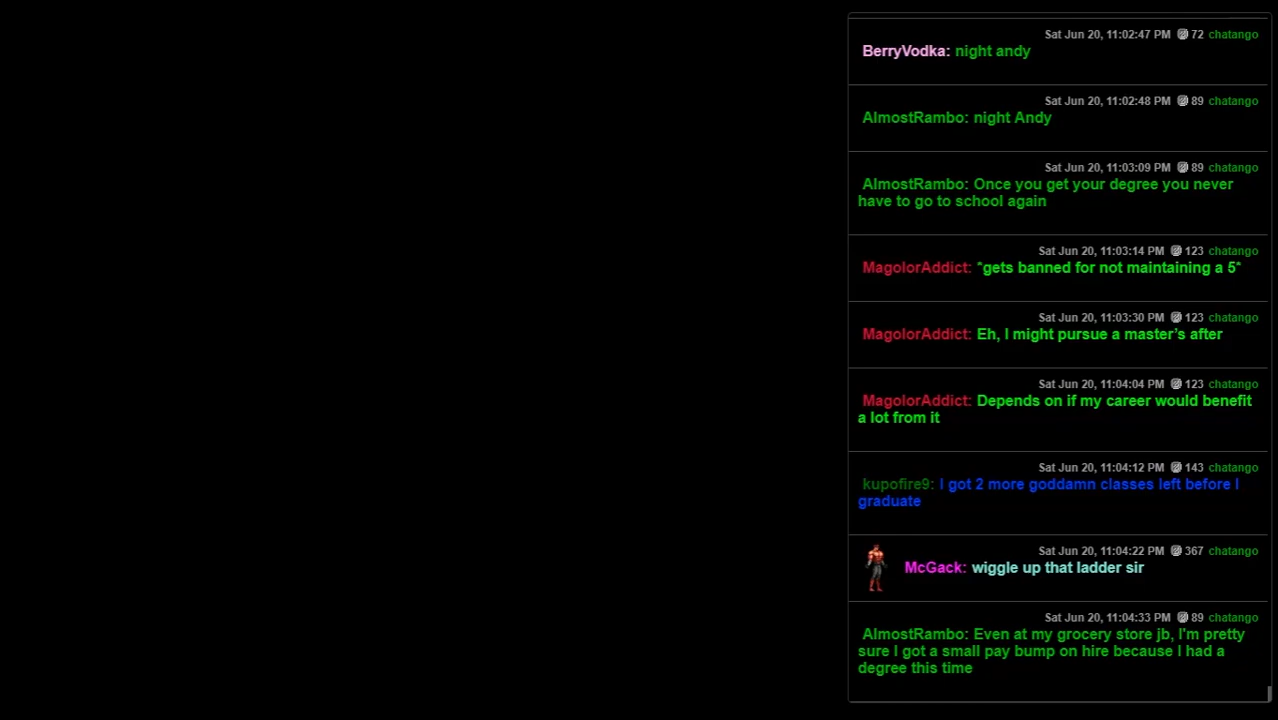 Sat Jun 20, 11:02:47 PM 72 chatango
BerryVodka: night andy
Sat Jun 20, 11:02:48 PM 89 chatango
AlmostRambo: night Andy
Sat Jun 20, 11:03:09 PM 89 chatango
AlmostRambo: Once you get your degree you never
have to go to school again
Sat Jun 20, 11:03:14 PM 123 chatango
MagolorAddict: *gets banned for not maintaining a 5*
Sat Jun 20, 11:03:30 PM 123 chatango
MagolorAddict: Eh, I might pursue a master’s after
Sat Jun 20, 11:04:04 PM 123 chatango
MagolorAddict: Depends on if my career would benefit
a lot from it
Sat Jun 20, 11:04:12 PM 143 chatango
kupofire9: I got 2 more goddamn classes left before I
graduate
Sat Jun 20, 11:04:22 PM 367 chatango
McGack: wiggle up that ladder sir
Sat Jun 20, 11:04:33 PM 89 chatango
AlmostRambo: Even at my grocery store jb, I'm pretty
sure I got a small pay bump on hire because I had a
degree this time